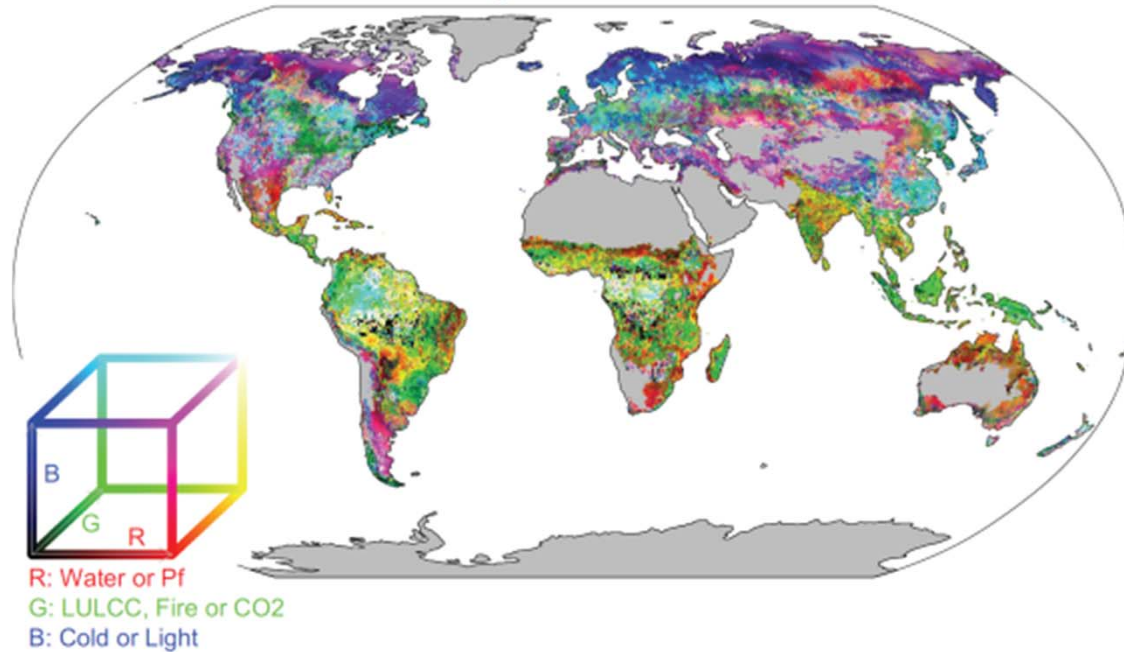 B
G
R
R: Water or Pf
G: LULCC, Fire or CO2
B: Cold or Light